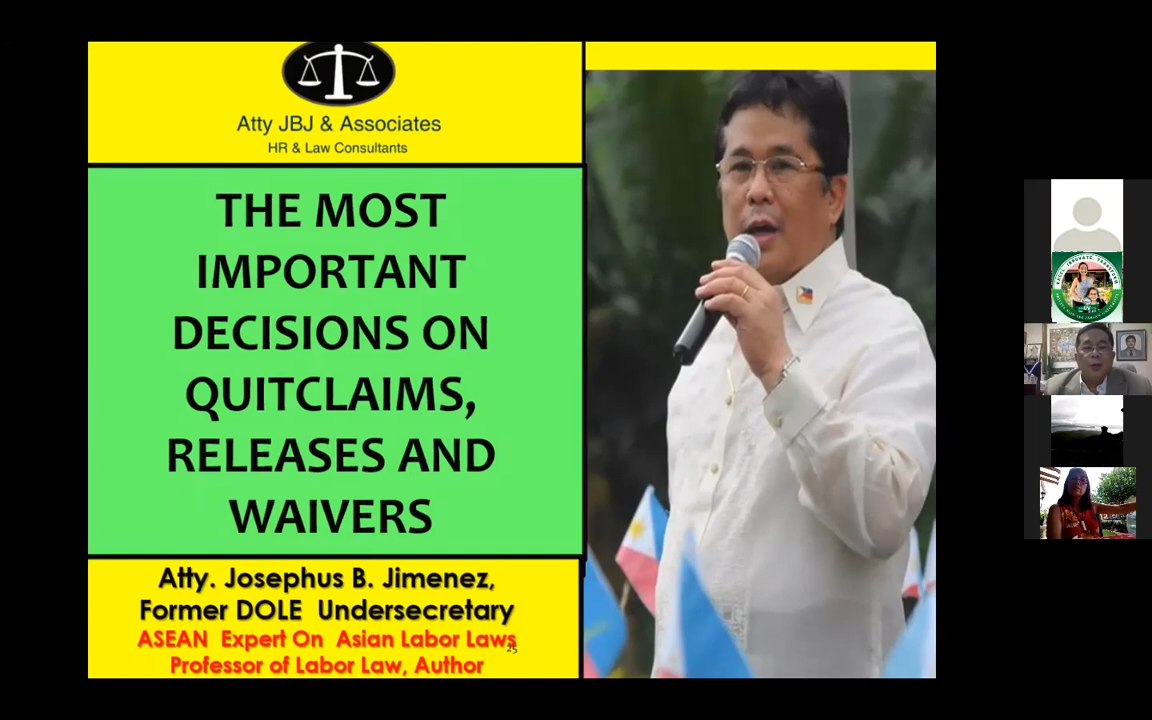 Atty JBJ & Associates
HR & Law Consultants
THE MOST
IMPORTANT
DECISIONS ON
QUITCLAIMS,
RELEASES AND
WAIVERS
Atty. Josephus B. Jimenez,
Former DOLE Undersecretary
ASEAN Expert On Asian Labor Laws
25
Professor of Labor Law, Author